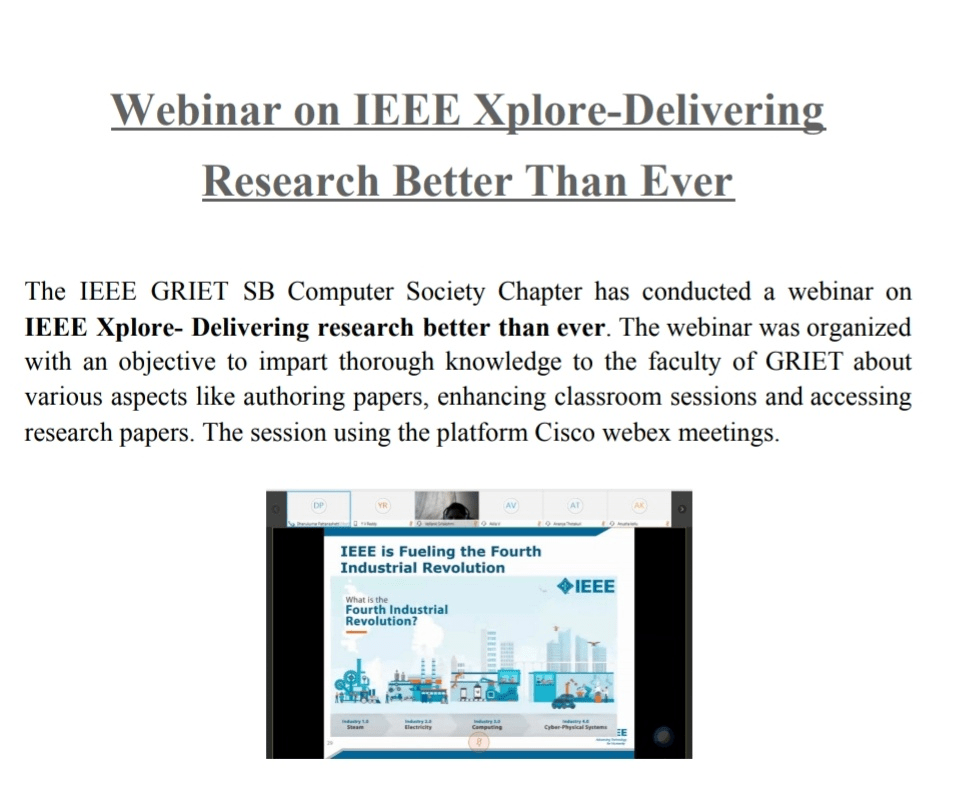 Webinar on IEEE Xplore-Delivering
Research Better Than Ever
The IEEE GRIET SB Computer Society Chapter has conducted a webinar on
IEEE Xplore- Delivering research better than ever. The webinar was organized
with an objective to impart thorough knowledge to the faculty of GRIET about
various aspects like authoring papers, enhancing classroom sessions and accessing
research papers. The session using the platform Cisco webex meetings.
DP YR AV AT AK
IEEE is Fueling the Fourth
Industrial Revolution
IEEE
What is the
Fourth Industrial
Revolution?
Industry 1.0 Industry 2.0 Industry 3.0 Industry 4.0
Steam Electricity Computing Cyber-Physical Systems